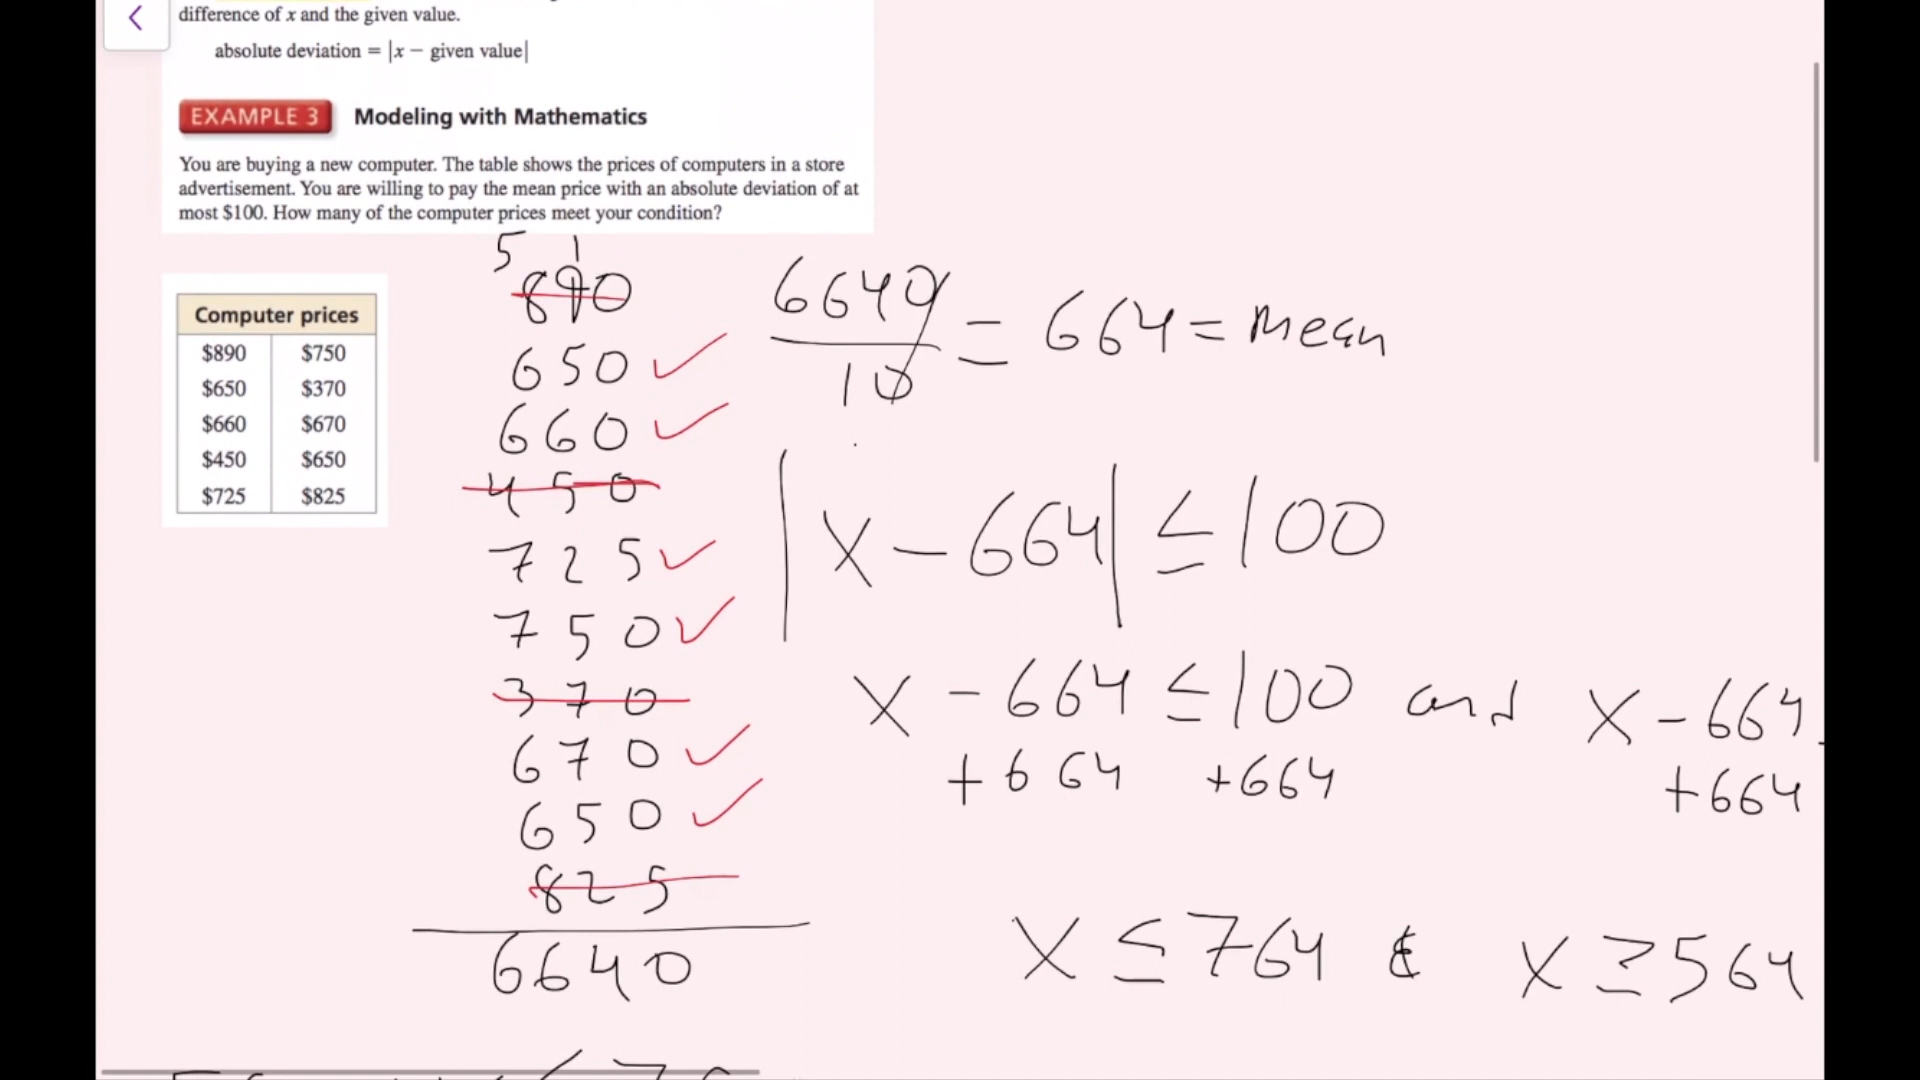 difference of x and the given value.
absolute deviation = |x − given value|
EXAMPLE 3 Modeling with Mathematics
You are buying a new computer. The table shows the prices of computers in a store
advertisement. You are willing to pay the mean price with an absolute deviation of at
most $100. How many of the computer prices meet your condition?
Computer prices
$890 $750
$650 $370
$660 $670
$450 $650
$725 $825
5 1
890
650 ✓
660 ✓
450
725 ✓
750 ✓
370
670 ✓
650 ✓
825
6640
6640
10
= 664 = mean
|x − 664| ≤ 100
x − 664 ≤ 100 and x − 664
+664 +664 +664
x ≤ 764 & x ≥ 564